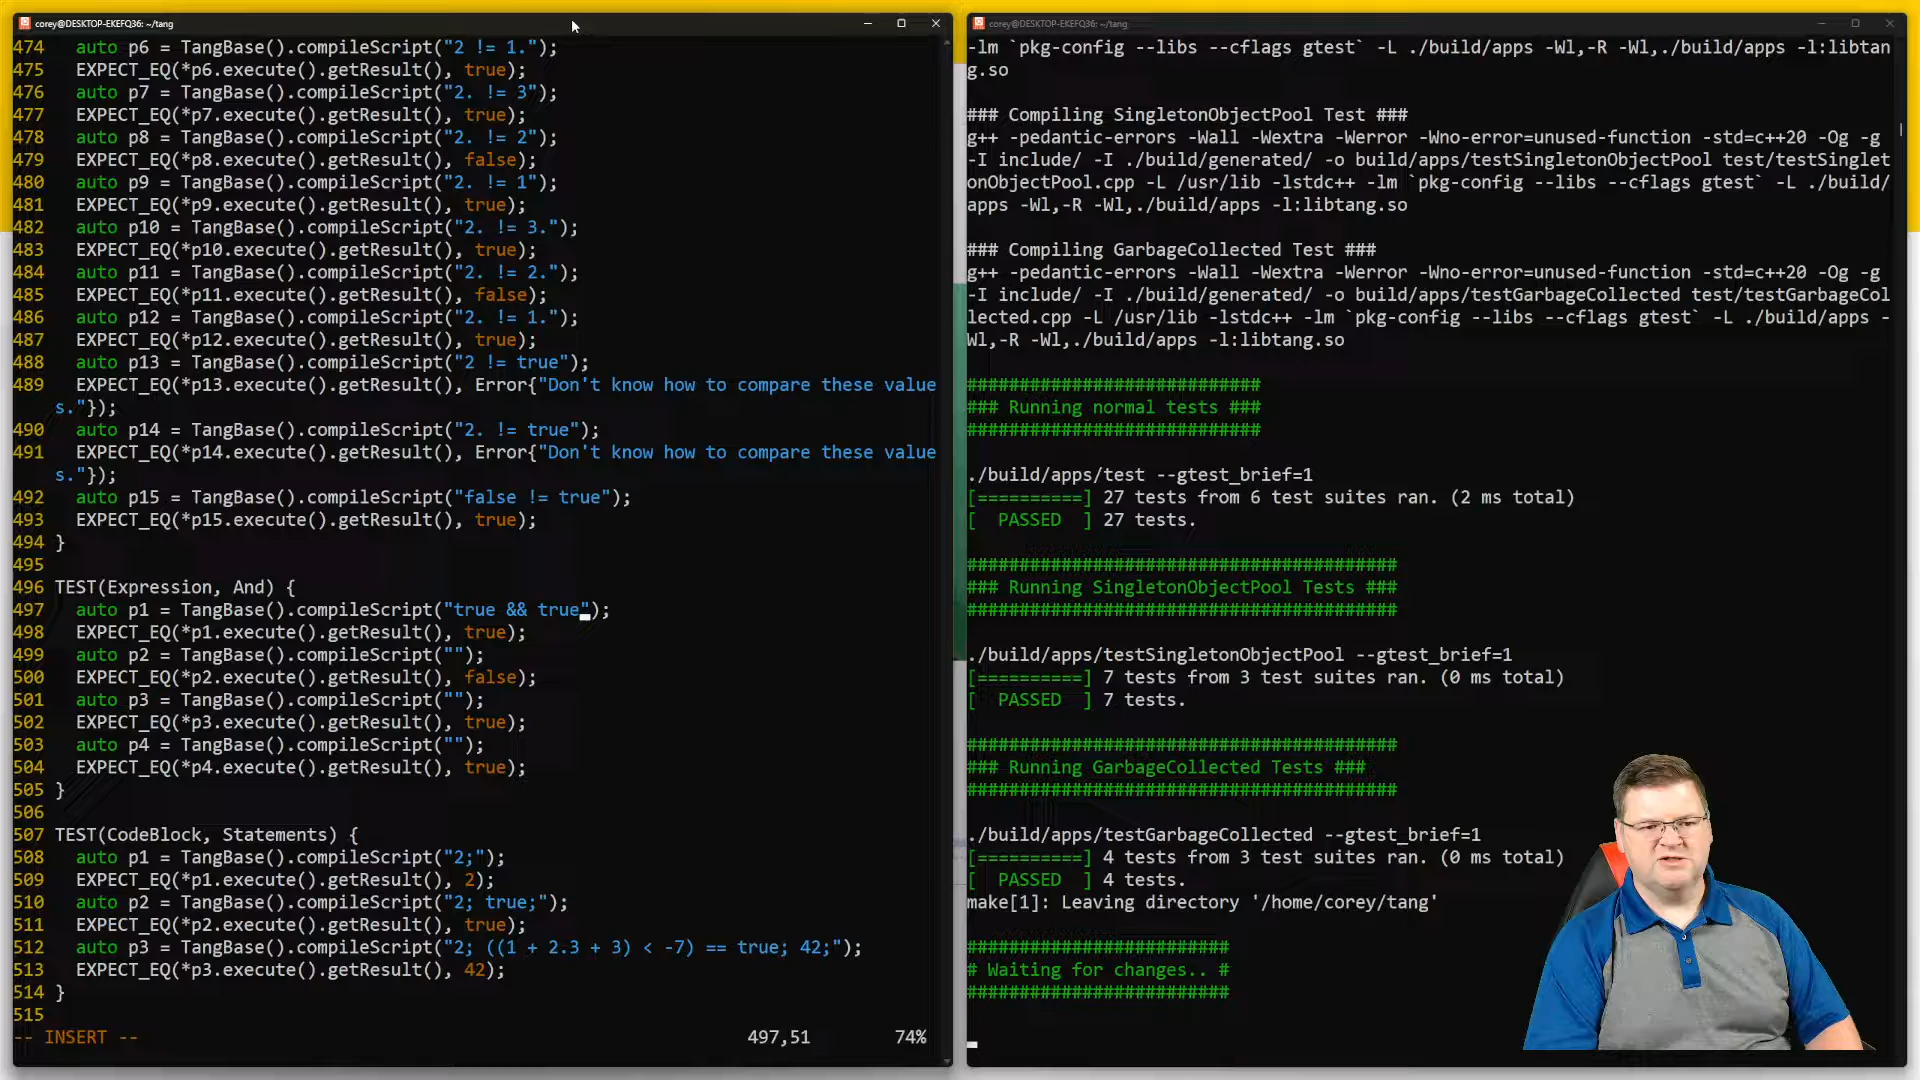 corey@DESKTOP-EKEFQ36: ~/tang
474 auto p6 = TangBase().compileScript("2 != 1.");
475 EXPECT_EQ(*p6.execute().getResult(), true);
476 auto p7 = TangBase().compileScript("2. != 3");
477 EXPECT_EQ(*p7.execute().getResult(), true);
478 auto p8 = TangBase().compileScript("2. != 2");
479 EXPECT_EQ(*p8.execute().getResult(), false);
480 auto p9 = TangBase().compileScript("2. != 1");
481 EXPECT_EQ(*p9.execute().getResult(), true);
482 auto p10 = TangBase().compileScript("2. != 3.");
483 EXPECT_EQ(*p10.execute().getResult(), true);
484 auto p11 = TangBase().compileScript("2. != 2.");
485 EXPECT_EQ(*p11.execute().getResult(), false);
486 auto p12 = TangBase().compileScript("2. != 1.");
487 EXPECT_EQ(*p12.execute().getResult(), true);
488 auto p13 = TangBase().compileScript("2 != true");
489 EXPECT_EQ(*p13.execute().getResult(), Error{"Don't know how to compare these value
s."});
490 auto p14 = TangBase().compileScript("2. != true");
491 EXPECT_EQ(*p14.execute().getResult(), Error{"Don't know how to compare these value
s."});
492 auto p15 = TangBase().compileScript("false != true");
493 EXPECT_EQ(*p15.execute().getResult(), true);
494 }
495
496 TEST(Expression, And) {
497 auto p1 = TangBase().compileScript("true && true");
498 EXPECT_EQ(*p1.execute().getResult(), true);
499 auto p2 = TangBase().compileScript("");
500 EXPECT_EQ(*p2.execute().getResult(), false);
501 auto p3 = TangBase().compileScript("");
502 EXPECT_EQ(*p3.execute().getResult(), true);
503 auto p4 = TangBase().compileScript("");
504 EXPECT_EQ(*p4.execute().getResult(), true);
505 }
506
507 TEST(CodeBlock, Statements) {
508 auto p1 = TangBase().compileScript("2;");
509 EXPECT_EQ(*p1.execute().getResult(), 2);
510 auto p2 = TangBase().compileScript("2; true;");
511 EXPECT_EQ(*p2.execute().getResult(), true);
512 auto p3 = TangBase().compileScript("2; ((1 + 2.3 + 3) < -7) == true; 42;");
513 EXPECT_EQ(*p3.execute().getResult(), 42);
514 }
515
-- INSERT -- 497,51 74%
corey@DESKTOP-EKEFQ36: ~/tang
-lm `pkg-config --libs --cflags gtest` -L ./build/apps -Wl,-R -Wl,./build/apps -l:libtan
g.so
### Compiling SingletonObjectPool Test ###
g++ -pedantic-errors -Wall -Wextra -Werror -Wno-error=unused-function -std=c++20 -Og -g
-I include/ -I ./build/generated/ -o build/apps/testSingletonObjectPool test/testSinglet
onObjectPool.cpp -L /usr/lib -lstdc++ -lm `pkg-config --libs --cflags gtest` -L ./build/
apps -Wl,-R -Wl,./build/apps -l:libtang.so
### Compiling GarbageCollected Test ###
g++ -pedantic-errors -Wall -Wextra -Werror -Wno-error=unused-function -std=c++20 -Og -g
-I include/ -I ./build/generated/ -o build/apps/testGarbageCollected test/testGarbageCol
lected.cpp -L /usr/lib -lstdc++ -lm `pkg-config --libs --cflags gtest` -L ./build/apps -
Wl,-R -Wl,./build/apps -l:libtang.so
############################
### Running normal tests ###
############################
./build/apps/test --gtest_brief=1
[==========] 27 tests from 6 test suites ran. (2 ms total)
[  PASSED  ] 27 tests.
#########################################
### Running SingletonObjectPool Tests ###
#########################################
./build/apps/testSingletonObjectPool --gtest_brief=1
[==========] 7 tests from 3 test suites ran. (0 ms total)
[  PASSED  ] 7 tests.
#########################################
### Running GarbageCollected Tests ###
#########################################
./build/apps/testGarbageCollected --gtest_brief=1
[==========] 4 tests from 3 test suites ran. (0 ms total)
[  PASSED  ] 4 tests.
make[1]: Leaving directory '/home/corey/tang'
#########################
# Waiting for changes.. #
#########################